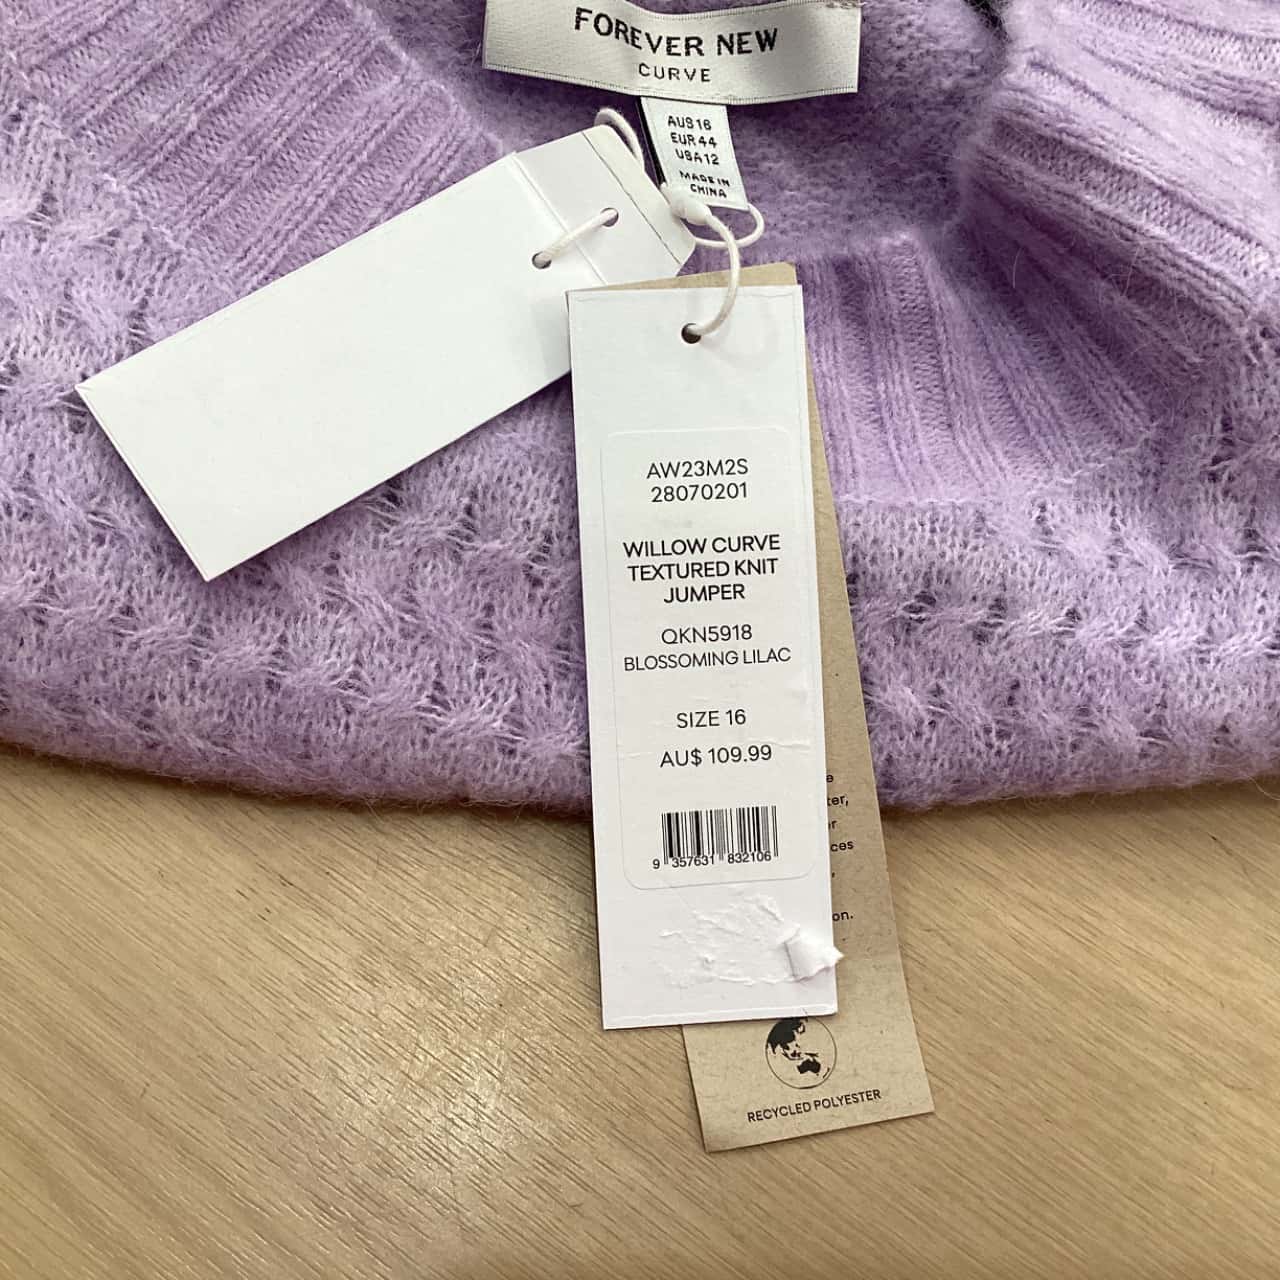 FOREVER NEW
CURVE
AUS 16
EUR 44
USA 12
MADE IN
CHINA
AW23M2S
28070201
WILLOW CURVE
TEXTURED KNIT
JUMPER
QKN5918
BLOSSOMING LILAC
SIZE 16
AU$ 109.99
9 357631 832106
RECYCLED POLYESTER